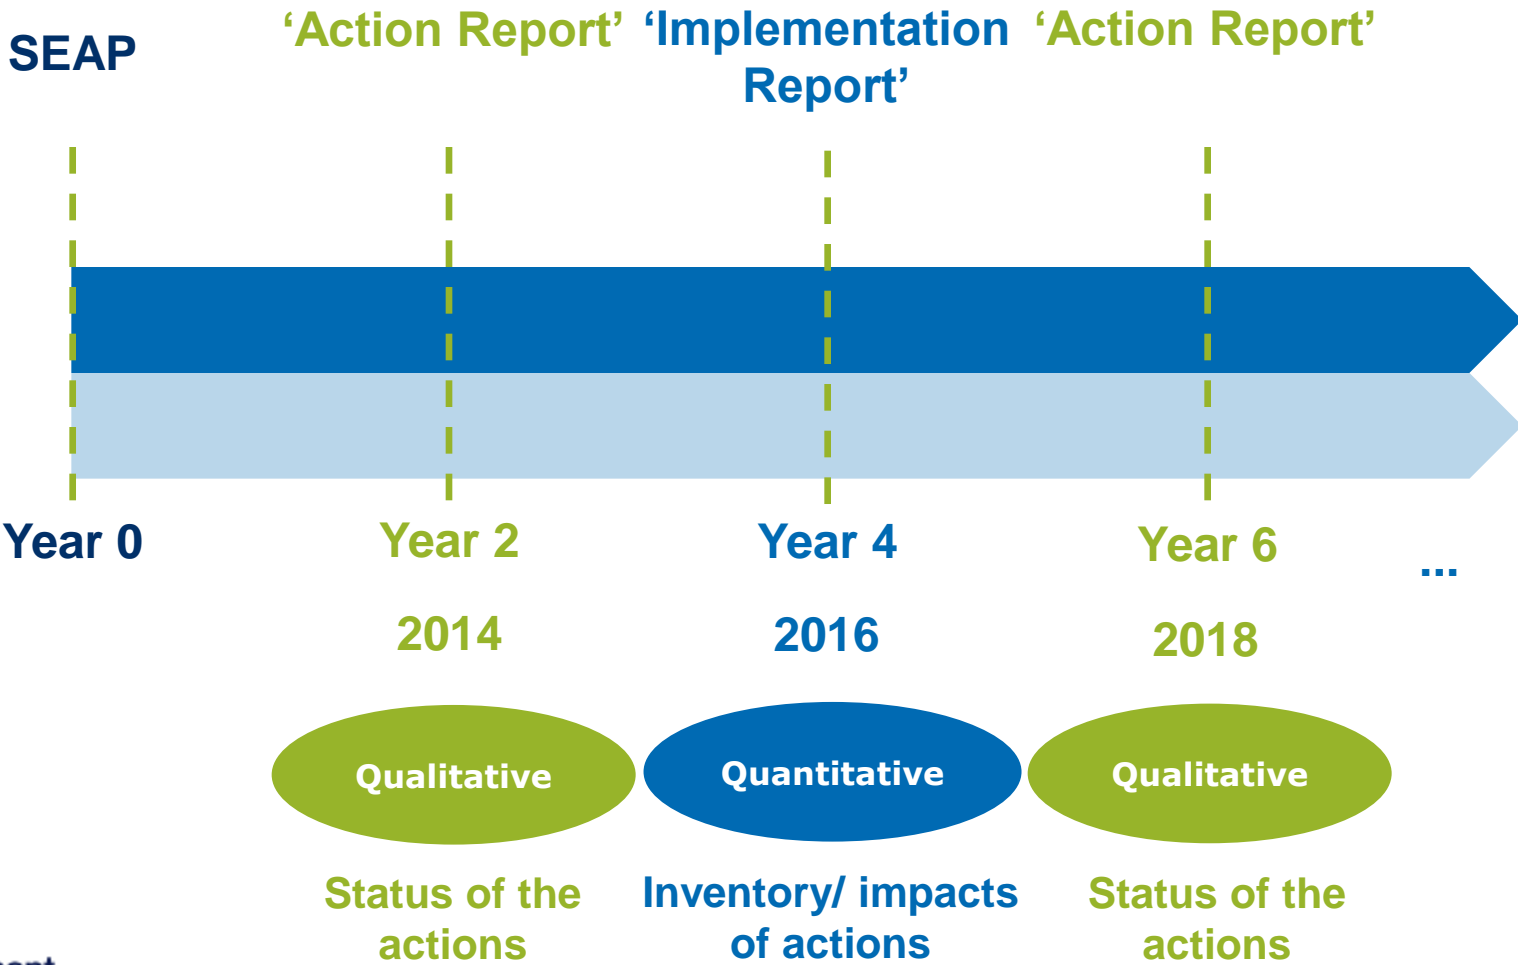 SEAP
‘Action Report’
‘Implementation
Report’
‘Action Report’
Year 0
Year 2
Year 4
Year 6
...
2014
2016
2018
Qualitative
Quantitative
Qualitative
Status of the
actions
Inventory/ impacts
of actions
Status of the
actions